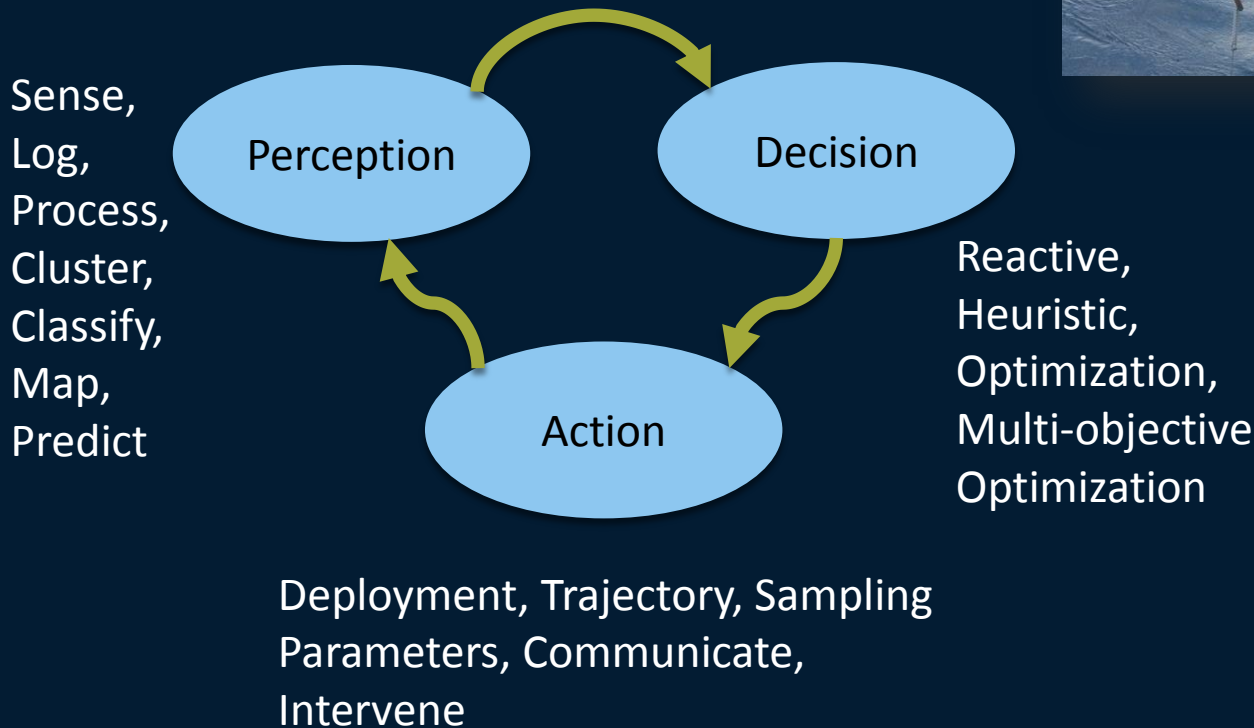 Sense,
Log,
Process,
Cluster,
Classify,
Map,
Predict
Perception
Decision
Reactive,
Heuristic,
Optimization,
Multi-objective
Optimization
Action
Deployment, Trajectory, Sampling
Parameters, Communicate,
Intervene